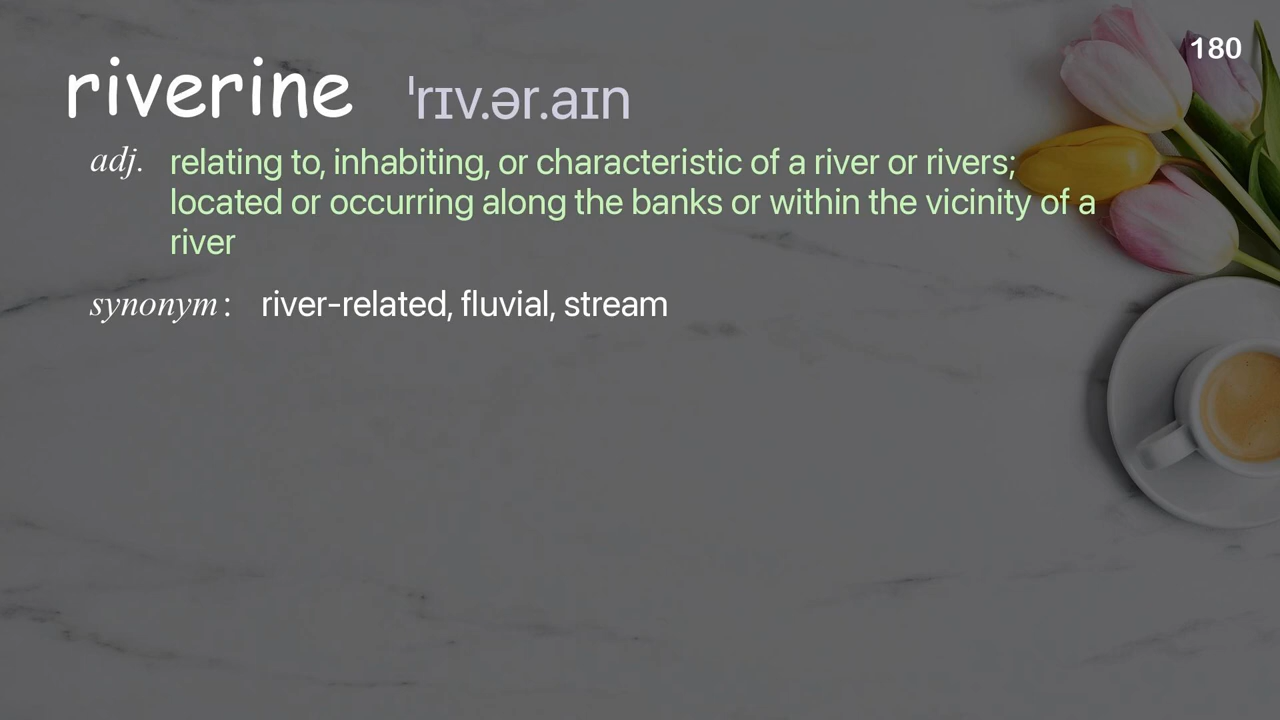 180
riverine ˈrɪv.ər.aɪn
adj. relating to, inhabiting, or characteristic of a river or rivers;
located or occurring along the banks or within the vicinity of a
river
synonym: river-related, fluvial, stream